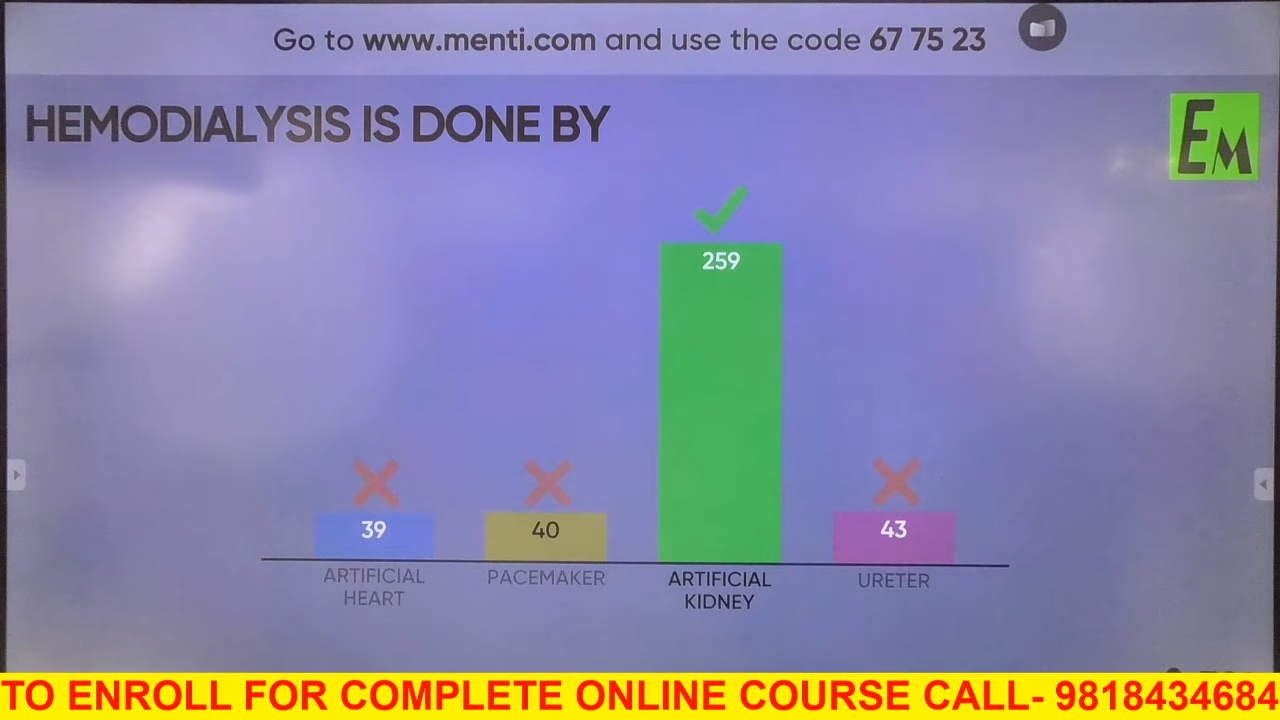 Go to www.menti.com and use the code 67 75 23
HEMODIALYSIS IS DONE BY
EM
259
39
40
43
ARTIFICIAL
HEART
PACEMAKER
ARTIFICIAL
KIDNEY
URETER
TO ENROLL FOR COMPLETE ONLINE COURSE CALL- 9818434684